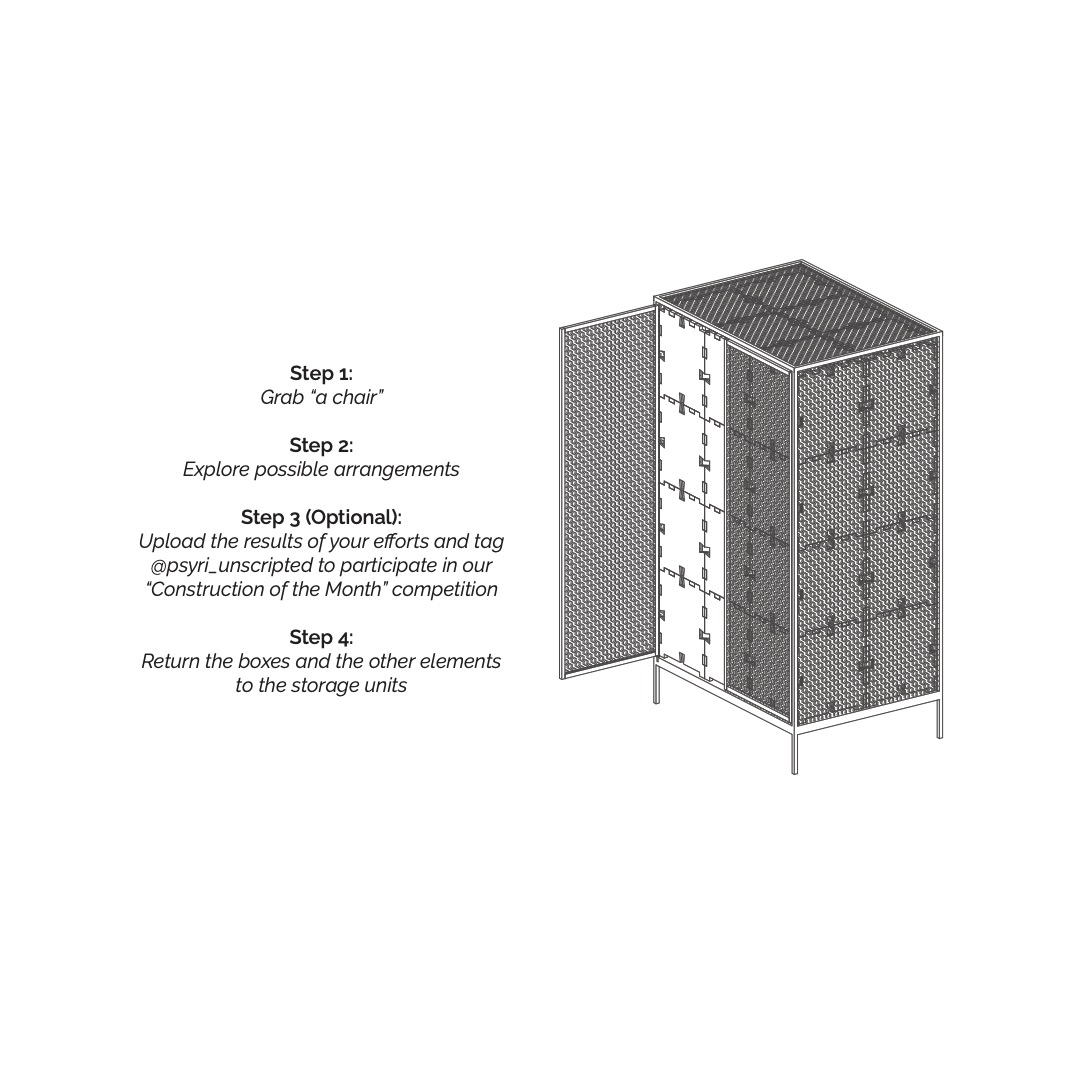 Step 1:
Grab “a chair”
Step 2:
Explore possible arrangements
Step 3 (Optional):
Upload the results of your efforts and tag
@psyri_unscripted to participate in our
“Construction of the Month” competition
Step 4:
Return the boxes and the other elements
to the storage units